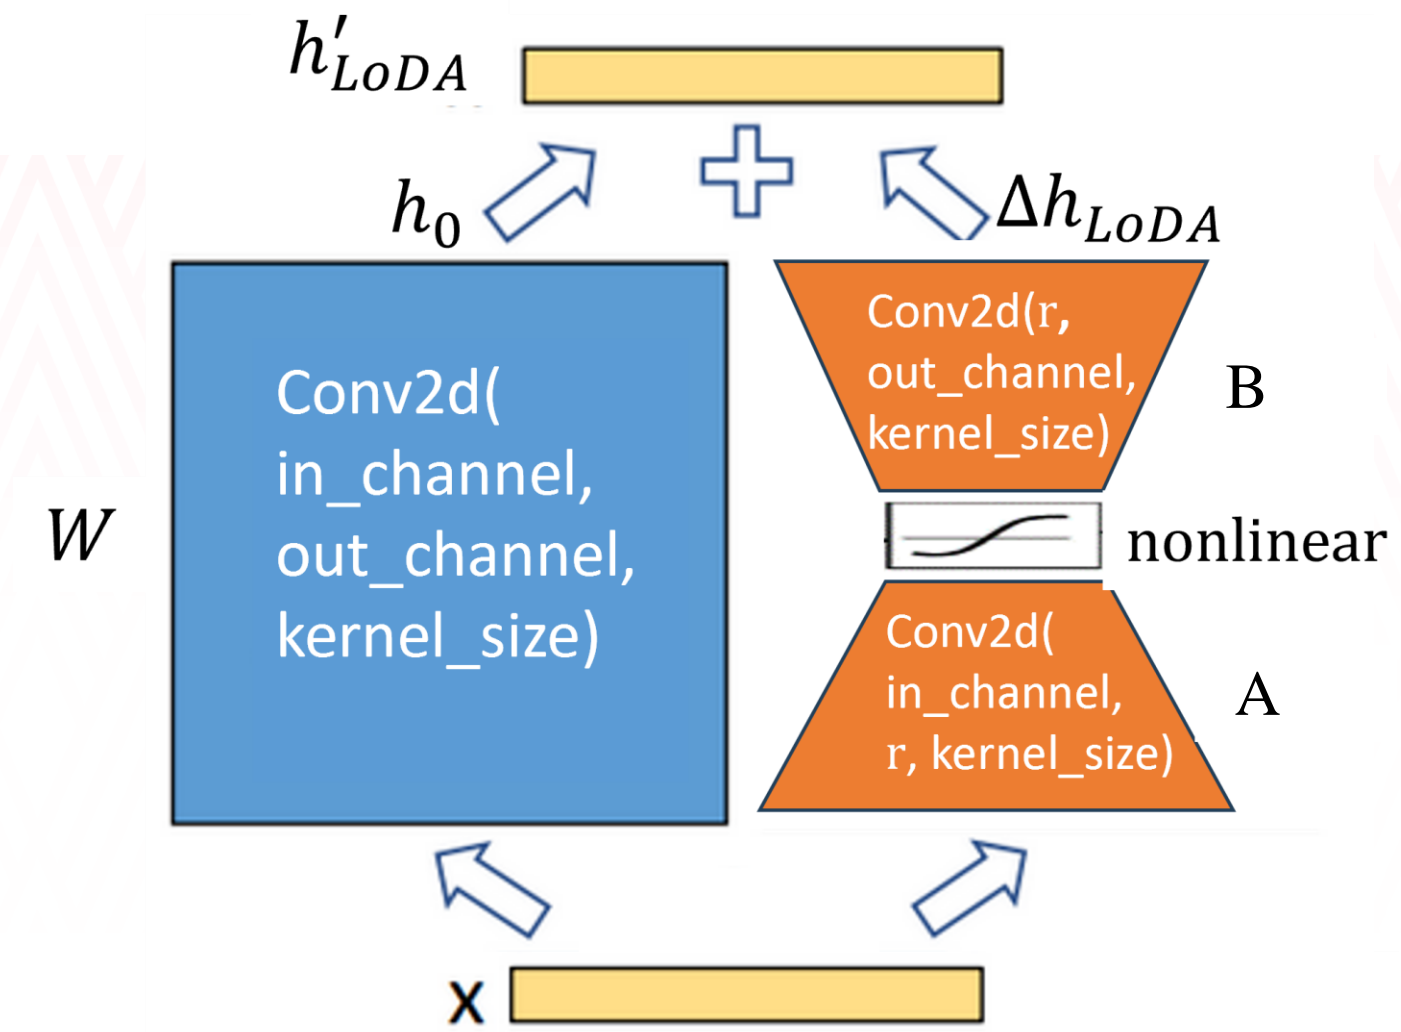 h′LoDA
h0
ΔhLoDA
Conv2d(
in_channel,
out_channel,
kernel_size)
W
Conv2d(r,
out_channel,
kernel_size)
B
nonlinear
Conv2d(
in_channel,
r, kernel_size)
A
x